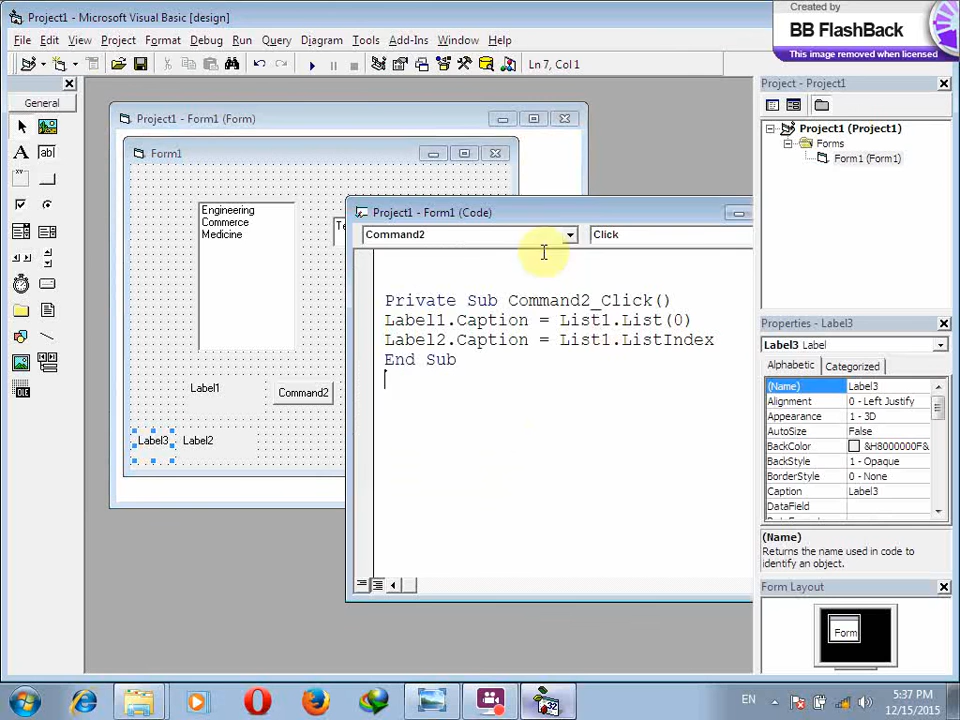 Project1 - Microsoft Visual Basic [design]
Created by
BB FlashBack
This image removed when licensed
File Edit View Project Format Debug Run Query Diagram Tools Add-Ins Window Help
Ln 7, Col 1
General
A
abl
xv
OLE
Project1 - Form1 (Form)
Form1
Engineering
Commerce
Medicine
Te
Label1
Command2
Label3
Label2
Project1 - Form1 (Code)
Command2
Click
Private Sub Command2_Click()
Label1.Caption = List1.List(0)
Label2.Caption = List1.ListIndex
End Sub
Project - Project1
Project1 (Project1)
Forms
Form1 (Form1)
Properties - Label3
Label3 Label
Alphabetic Categorized
(Name) Label3
Alignment 0 - Left Justify
Appearance 1 - 3D
AutoSize False
BackColor &H8000000F&
BackStyle 1 - Opaque
BorderStyle 0 - None
Caption Label3
DataField
(Name)
Returns the name used in code to
identify an object.
Form Layout
Form
32
EN
5:37 PM
12/15/2015